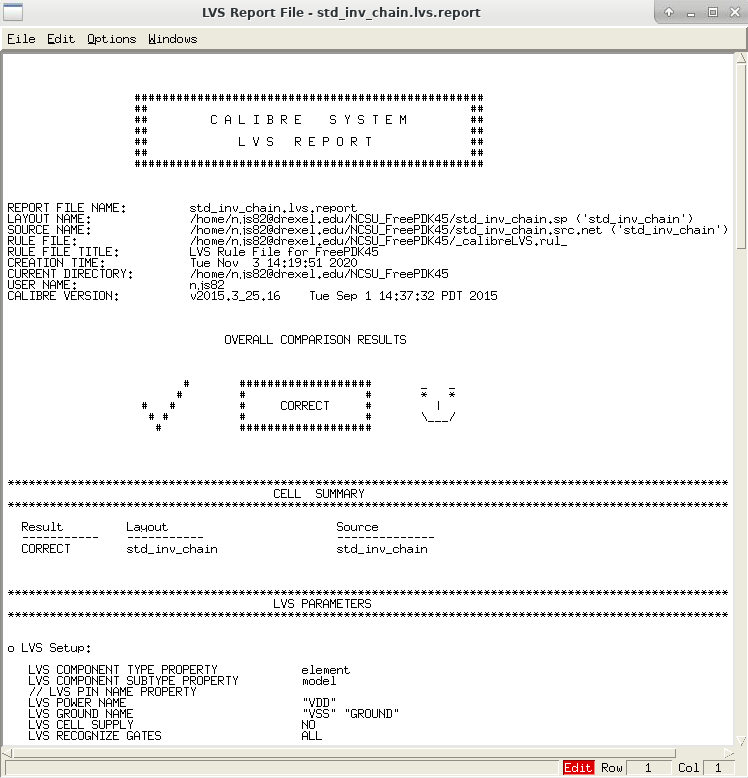 LVS Report File - std_inv_chain.lvs.report
File Edit Options Windows
##################################################
## ##
## C A L I B R E S Y S T E M ##
## ##
## L V S R E P O R T ##
## ##
##################################################
REPORT FILE NAME: std_inv_chain.lvs.report
LAYOUT NAME: /home/njs82@drexel.edu/NCSU_FreePDK45/std_inv_chain.sp ('std_inv_chain')
SOURCE NAME: /home/njs82@drexel.edu/NCSU_FreePDK45/std_inv_chain.src.net ('std_inv_chain')
RULE FILE: /home/njs82@drexel.edu/NCSU_FreePDK45/_calibreLVS.rul_
RULE FILE TITLE: LVS Rule File for FreePDK45
CREATION TIME: Tue Nov 3 14:19:51 2020
CURRENT DIRECTORY: /home/njs82@drexel.edu/NCSU_FreePDK45
USER NAME: njs82
CALIBRE VERSION: v2015.3_25.16 Tue Sep 1 14:37:32 PDT 2015
OVERALL COMPARISON RESULTS
# ################### _ _
# # # * *
# # # CORRECT # |
# # # # \___/
# ###################
*******************************************************************************************************
CELL SUMMARY
*******************************************************************************************************
Result Layout Source
----------- ----------- --------------
CORRECT std_inv_chain std_inv_chain
*******************************************************************************************************
LVS PARAMETERS
*******************************************************************************************************
o LVS Setup:
LVS COMPONENT TYPE PROPERTY element
LVS COMPONENT SUBTYPE PROPERTY model
// LVS PIN NAME PROPERTY
LVS POWER NAME "VDD"
LVS GROUND NAME "VSS" "GROUND"
LVS CELL SUPPLY NO
LVS RECOGNIZE GATES ALL
Edit Row 1 Col 1